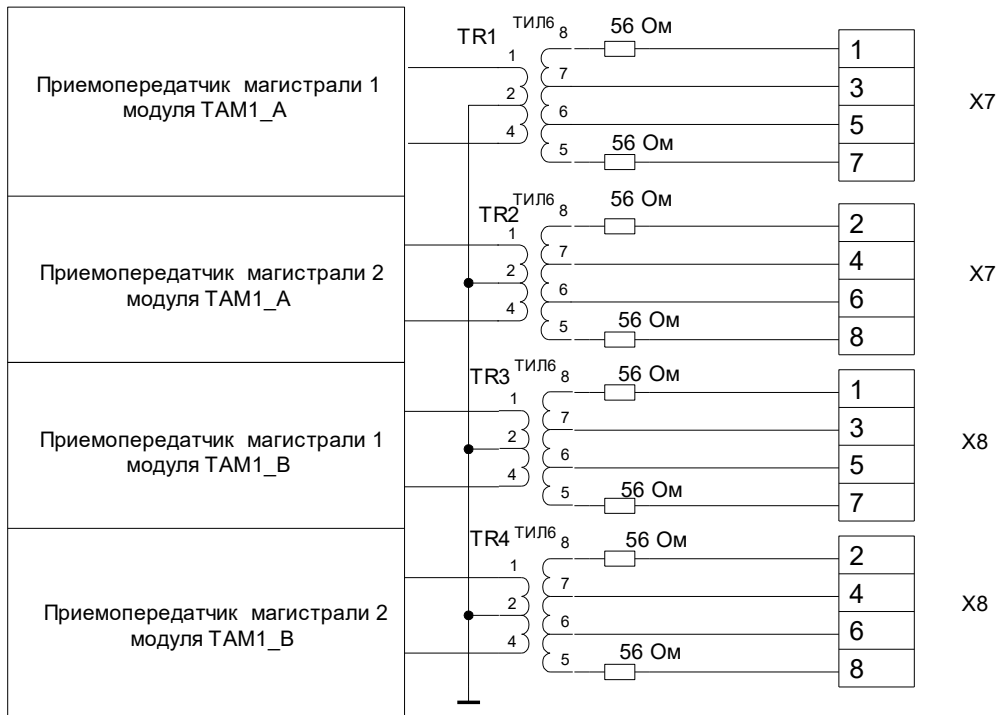 TR1 ТИЛ6 8 56 Ом
1
2
4
7
6
5 56 Ом
Приемопередатчик магистрали 1
модуля ТАМ1_А
1
3
5
7
X7
TR2 ТИЛ6 8 56 Ом
1
2
4
7
6
5 56 Ом
Приемопередатчик магистрали 2
модуля ТАМ1_А
2
4
6
8
X7
TR3 ТИЛ6 8 56 Ом
1
2
4
7
6
5 56 Ом
Приемопередатчик магистрали 1
модуля ТАМ1_В
1
3
5
7
X8
TR4 ТИЛ6 8 56 Ом
1
2
4
7
6
5 56 Ом
Приемопередатчик магистрали 2
модуля ТАМ1_В
2
4
6
8
X8